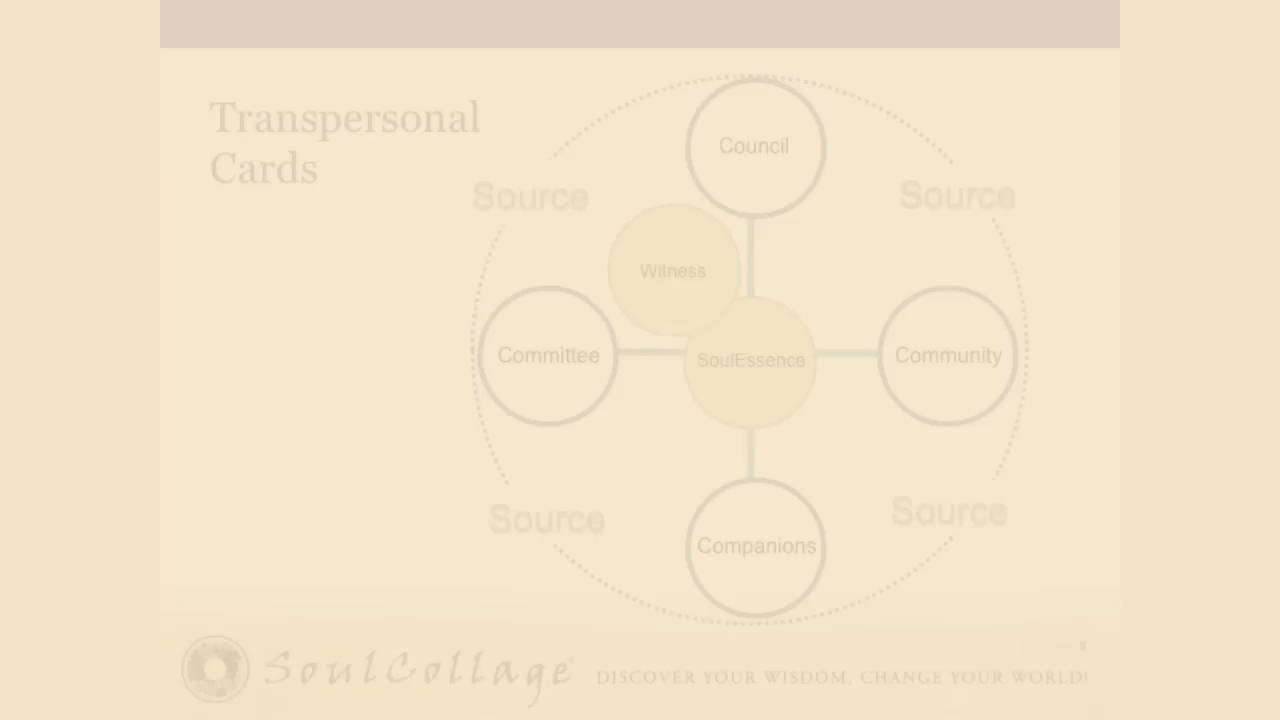 Transpersonal
Cards
Council
Source
Source
Witness
Committee
SoulEssence
Community
Source
Source
Companions
SoulCollage®
DISCOVER YOUR WISDOM, CHANGE YOUR WORLD!